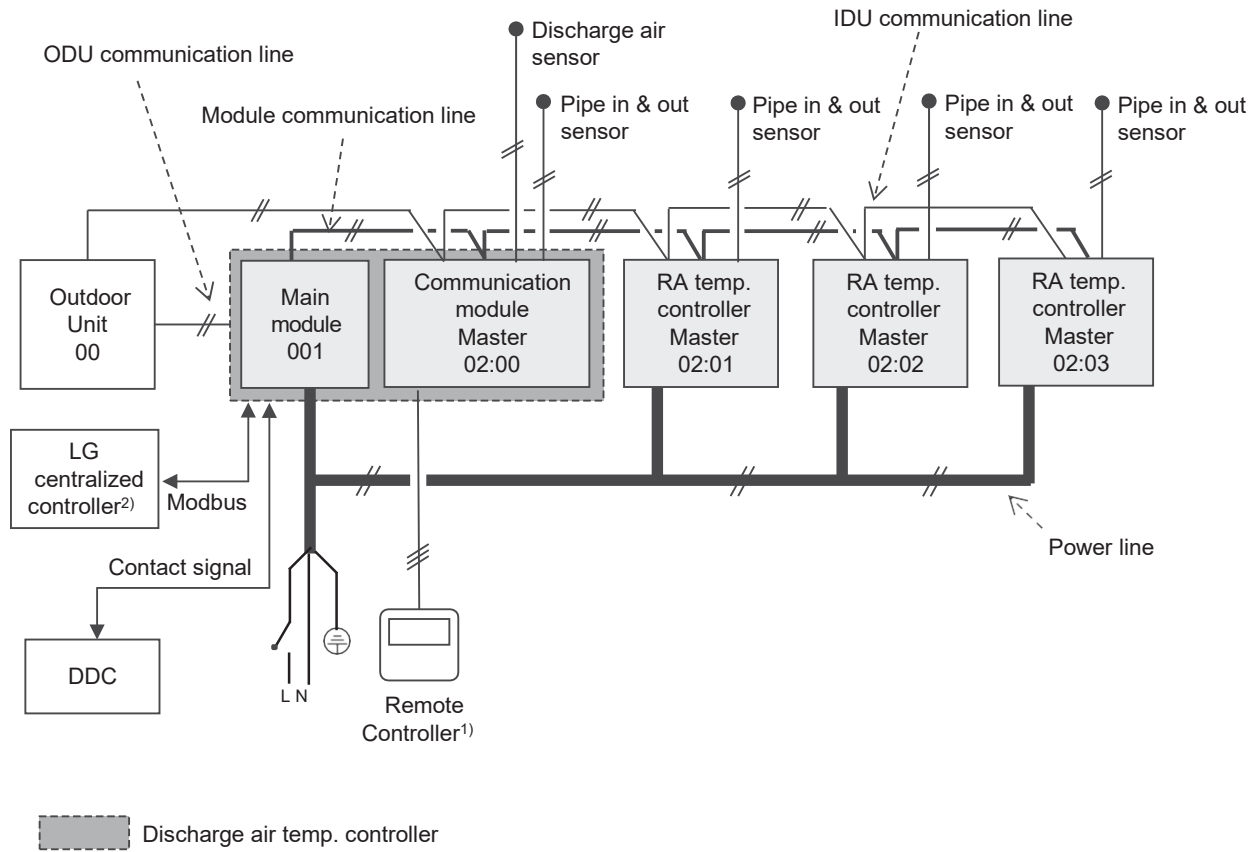 IDU communication line
Discharge air
sensor
ODU communication line
Module communication line
Pipe in & out
sensor
Pipe in & out
sensor
Pipe in & out
sensor
Pipe in & out
sensor
Outdoor
Unit
00
Main
module
001
Communication
module
Master
02:00
RA temp.
controller
Master
02:01
RA temp.
controller
Master
02:02
RA temp.
controller
Master
02:03
LG
centralized
controller2)
Modbus
Contact signal
Power line
DDC
L N
Remote
Controller1)
Discharge air temp. controller